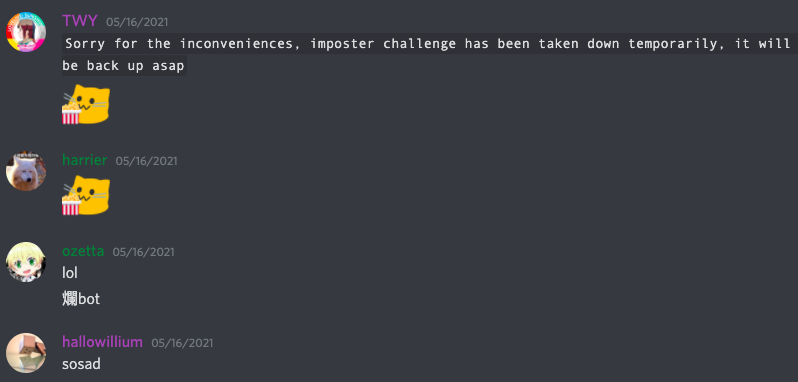 TWY 05/16/2021
Sorry for the inconveniences, imposter challenge has been taken down temporarily, it will
be back up asap
harrier 05/16/2021
ozetta 05/16/2021
lol
爛bot
hallowillium 05/16/2021
sosad